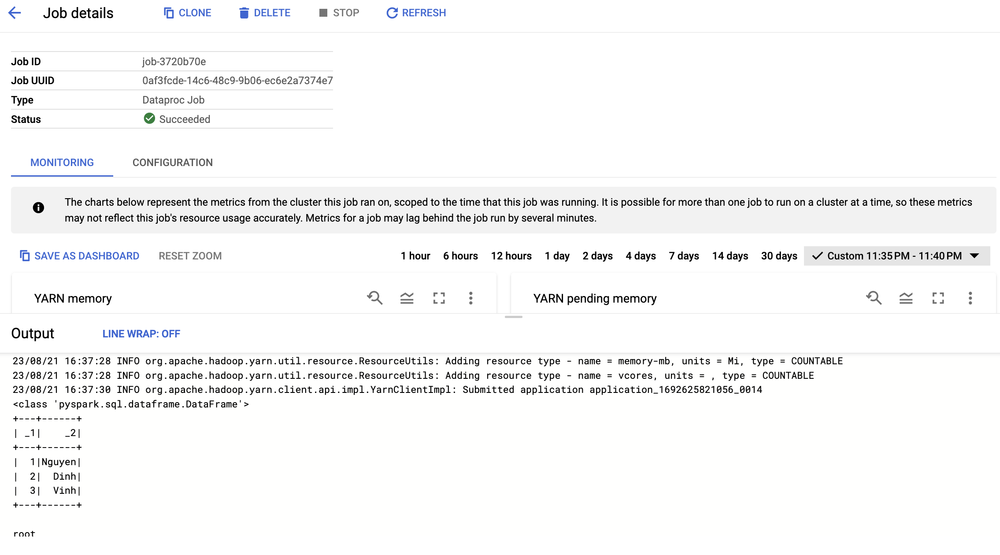 Job details CLONE DELETE STOP REFRESH
Job ID job-3720b70e
Job UUID 0af3fcde-14c6-48c9-9b06-ec6e2a7374e7
Type Dataproc Job
Status Succeeded
MONITORING CONFIGURATION
The charts below represent the metrics from the cluster this job ran on, scoped to the time that this job was running. It is possible for more than one job to run on a cluster at a time, so these metrics
may not reflect this job's resource usage accurately. Metrics for a job may lag behind the job run by several minutes.
SAVE AS DASHBOARD RESET ZOOM 1 hour 6 hours 12 hours 1 day 2 days 4 days 7 days 14 days 30 days Custom 11:35 PM - 11:40 PM
YARN memory YARN pending memory
Output LINE WRAP: OFF
23/08/21 16:37:28 INFO org.apache.hadoop.yarn.util.resource.ResourceUtils: Adding resource type - name = memory-mb, units = Mi, type = COUNTABLE
23/08/21 16:37:28 INFO org.apache.hadoop.yarn.util.resource.ResourceUtils: Adding resource type - name = vcores, units = , type = COUNTABLE
23/08/21 16:37:30 INFO org.apache.hadoop.yarn.client.api.impl.YarnClientImpl: Submitted application application_1692625821056_0014
<class 'pyspark.sql.dataframe.DataFrame'>
+---+------+
| _1|    _2|
+---+------+
|  1|Nguyen|
|  2|  Dinh|
|  3|  Vinh|
+---+------+
root